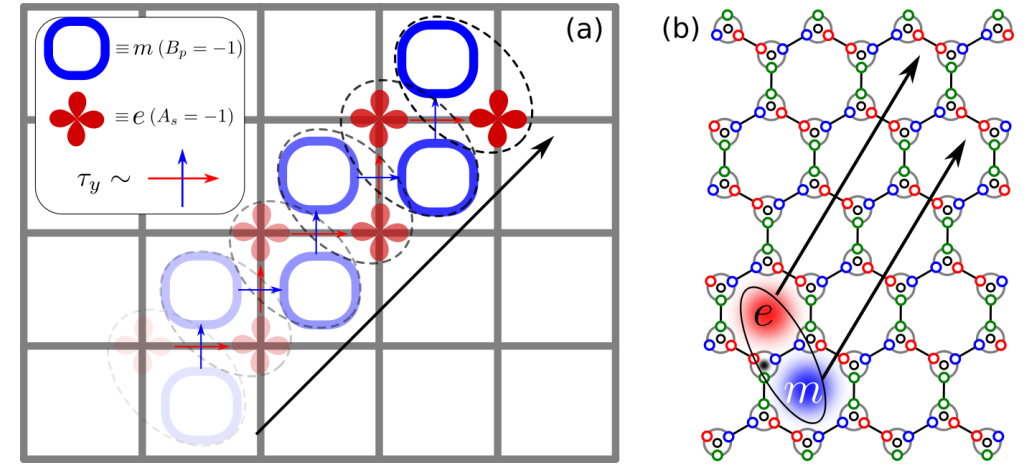 (a)
≡ m (B_p = −1)
≡ e (A_s = −1)
τ_y ∼
(b)
e
m